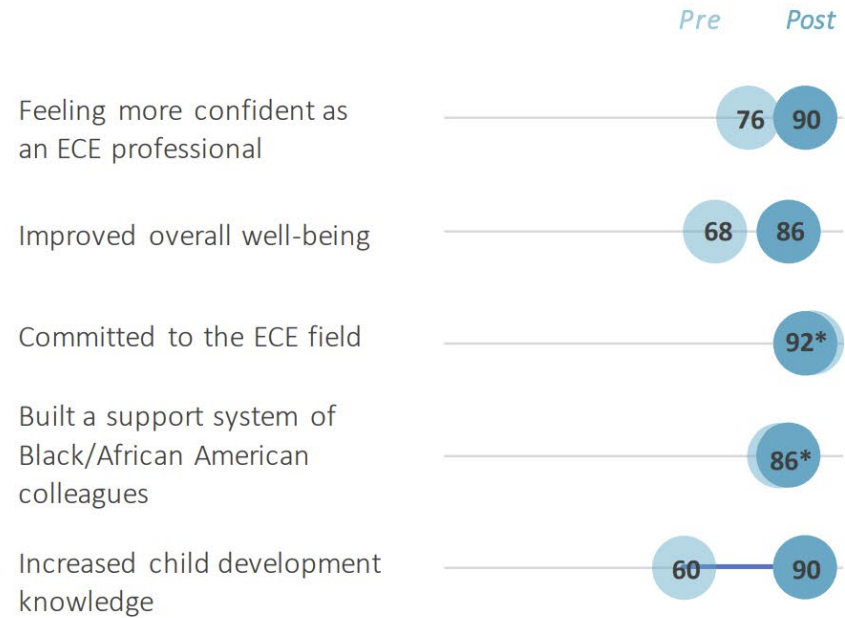 Pre Post
Feeling more confident as
an ECE professional
76 90
Improved overall well-being
68 86
Committed to the ECE field
92*
Built a support system of
Black/African American
colleagues
86*
Increased child development
knowledge
60 90